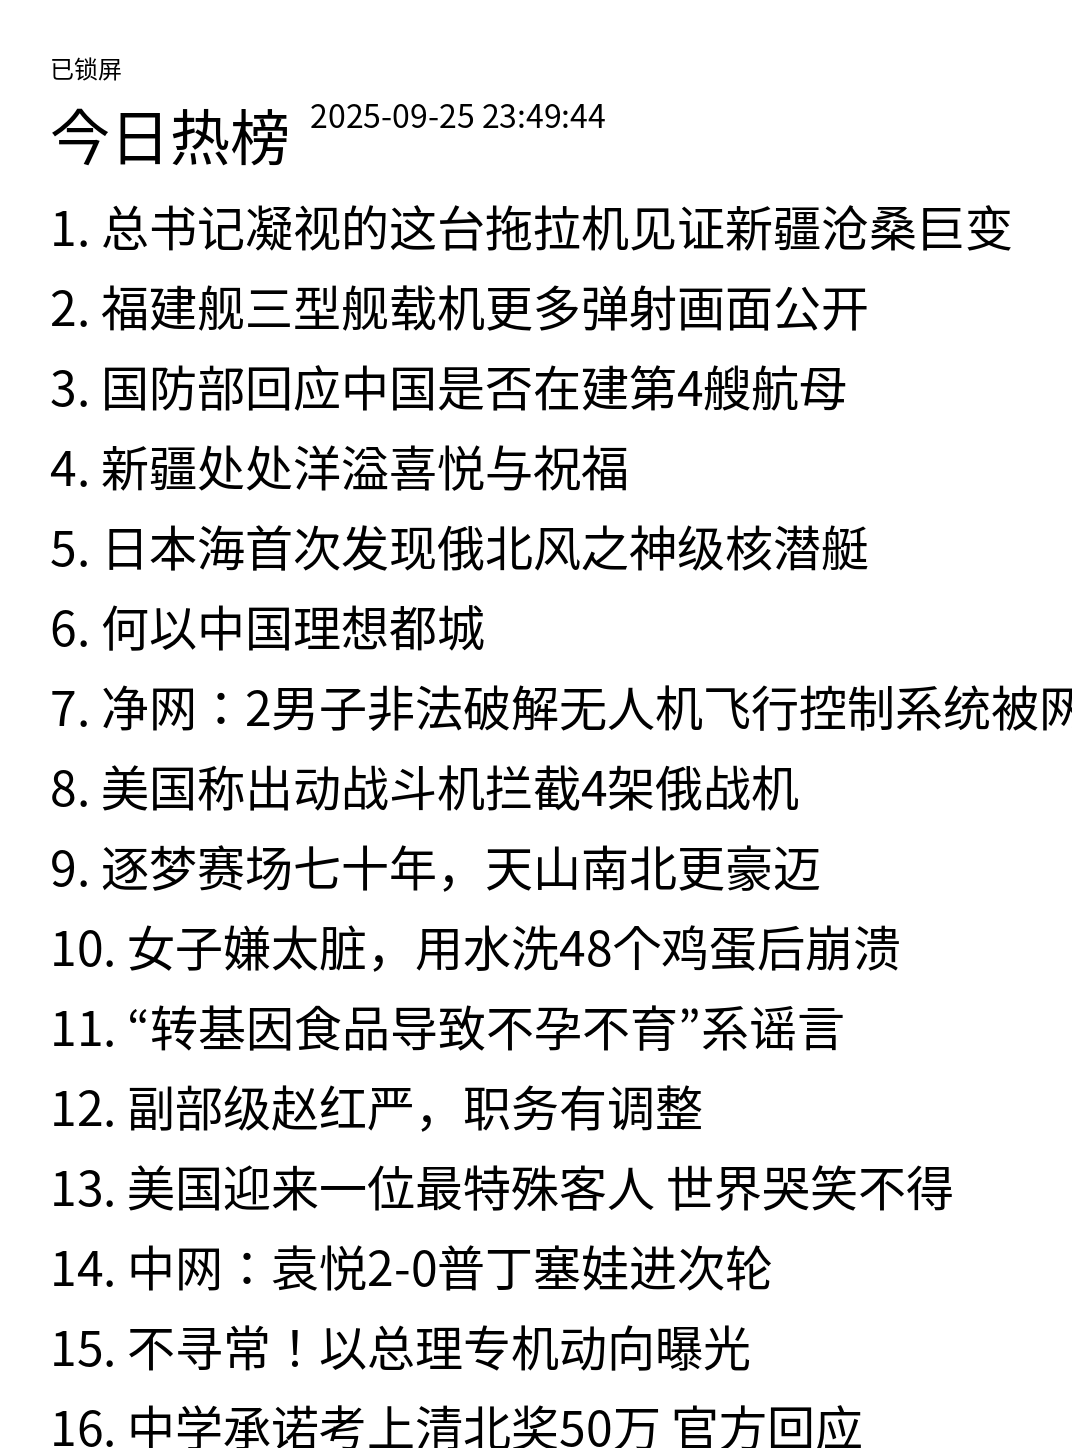 已锁屏
今日热榜 2025-09-25 23:49:44
1. 总书记凝视的这台拖拉机见证新疆沧桑巨变
2. 福建舰三型舰载机更多弹射画面公开
3. 国防部回应中国是否在建第4艘航母
4. 新疆处处洋溢喜悦与祝福
5. 日本海首次发现俄北风之神级核潜艇
6. 何以中国理想都城
7. 净网：2男子非法破解无人机飞行控制系统被网
8. 美国称出动战斗机拦截4架俄战机
9. 逐梦赛场七十年，天山南北更豪迈
10. 女子嫌太脏，用水洗48个鸡蛋后崩溃
11. “转基因食品导致不孕不育”系谣言
12. 副部级赵红严，职务有调整
13. 美国迎来一位最特殊客人 世界哭笑不得
14. 中网：袁悦2-0普丁塞娃进次轮
15. 不寻常！以总理专机动向曝光
16. 中学承诺考上清北奖50万 官方回应